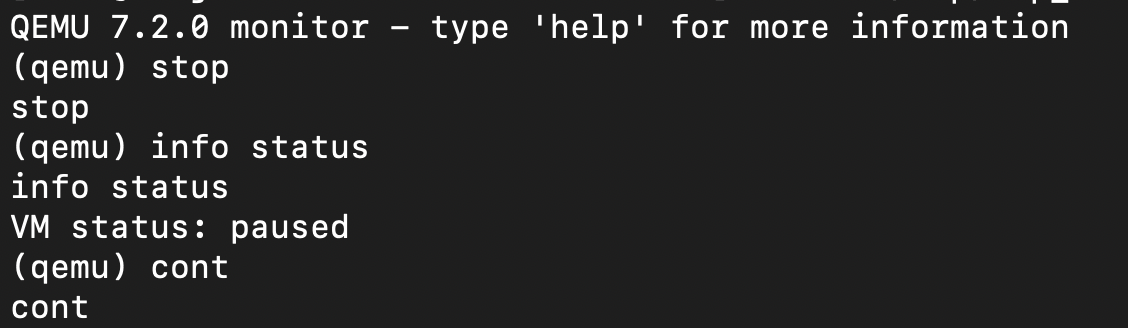 QEMU 7.2.0 monitor - type 'help' for more information
(qemu) stop
stop
(qemu) info status
info status
VM status: paused
(qemu) cont
cont